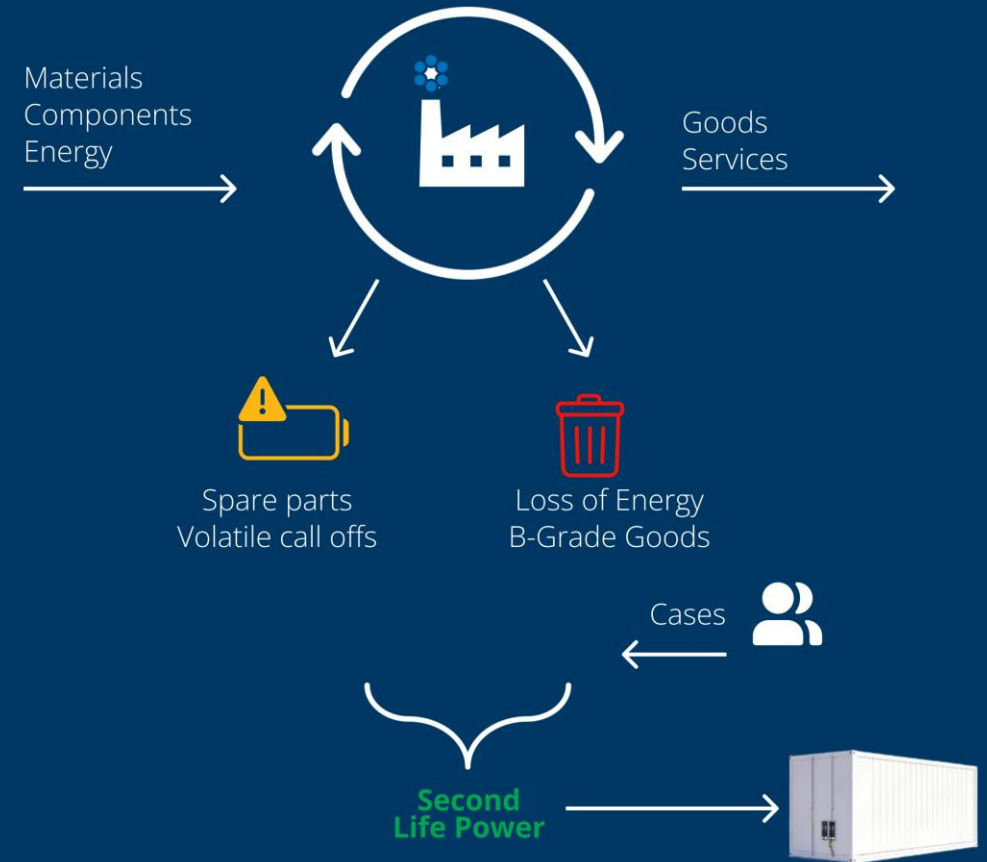 Materials
Components
Energy
Goods
Services
Spare parts
Volatile call offs
Loss of Energy
B-Grade Goods
Cases
Second
Life Power